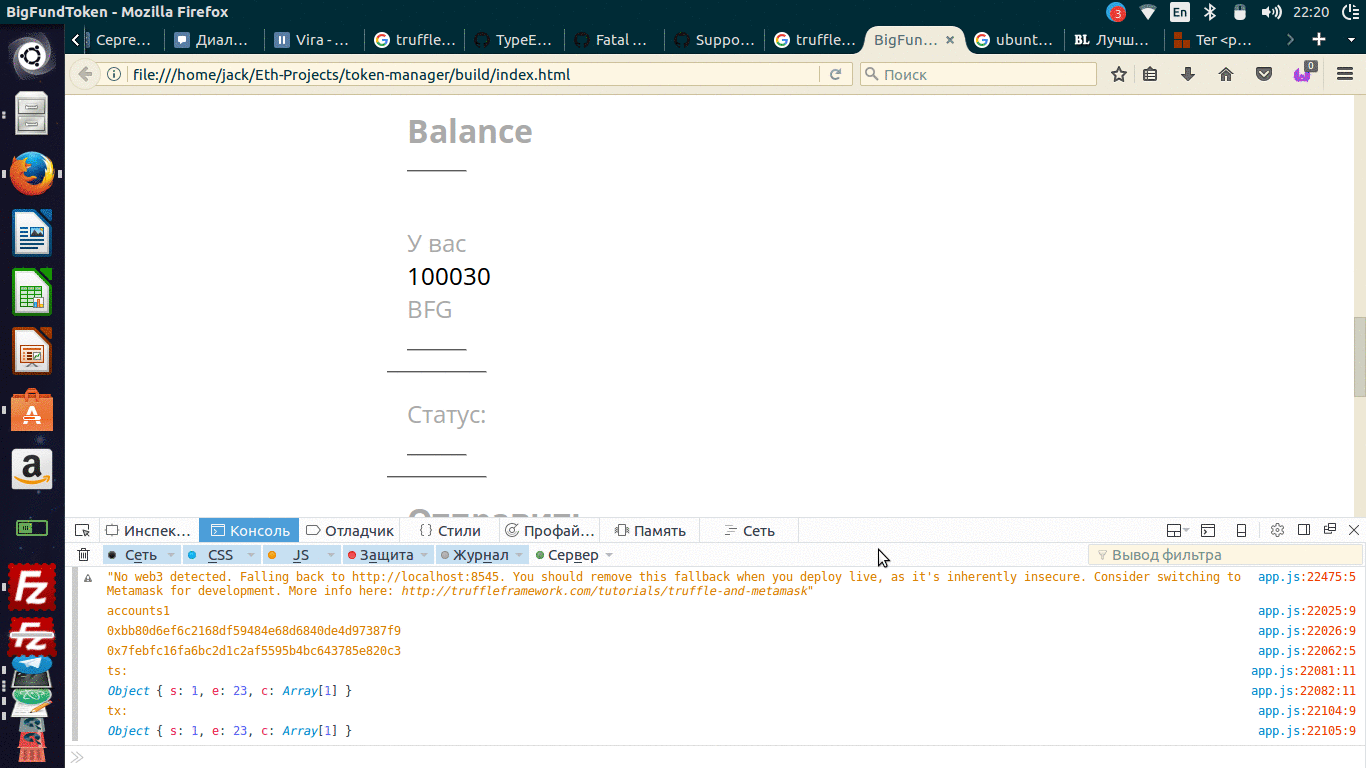 BigFundToken - Mozilla Firefox
3
En
22:20
Серге...
Диал...
Vira - ...
truffle...
TypeE...
Fatal ...
Suppo...
truffle...
BigFun...
ubunt...
BL Лучш...
Тег <p...
file:///home/jack/Eth-Projects/token-manager/build/index.html
Поиск
0
Balance
У вас
100030
BFG
Статус:
Инспек...
Консоль
Отладчик
Стили
Профай...
Память
Сеть
Сеть
CSS
JS
Защита
Журнал
Сервер
Вывод фильтра
"No web3 detected. Falling back to http://localhost:8545. You should remove this fallback when you deploy live, as it's inherently insecure. Consider switching to app.js:22475:5
Metamask for development. More info here: http://truffleframework.com/tutorials/truffle-and-metamask"
accounts1 app.js:22025:9
0xbb80d6ef6c2168df59484e68d6840de4d97387f9 app.js:22026:9
0x7febfc16fa6bc2d1c2af5595b4bc643785e820c3 app.js:22062:5
ts: app.js:22081:11
Object { s: 1, e: 23, c: Array[1] } app.js:22082:11
tx: app.js:22104:9
Object { s: 1, e: 23, c: Array[1] } app.js:22105:9